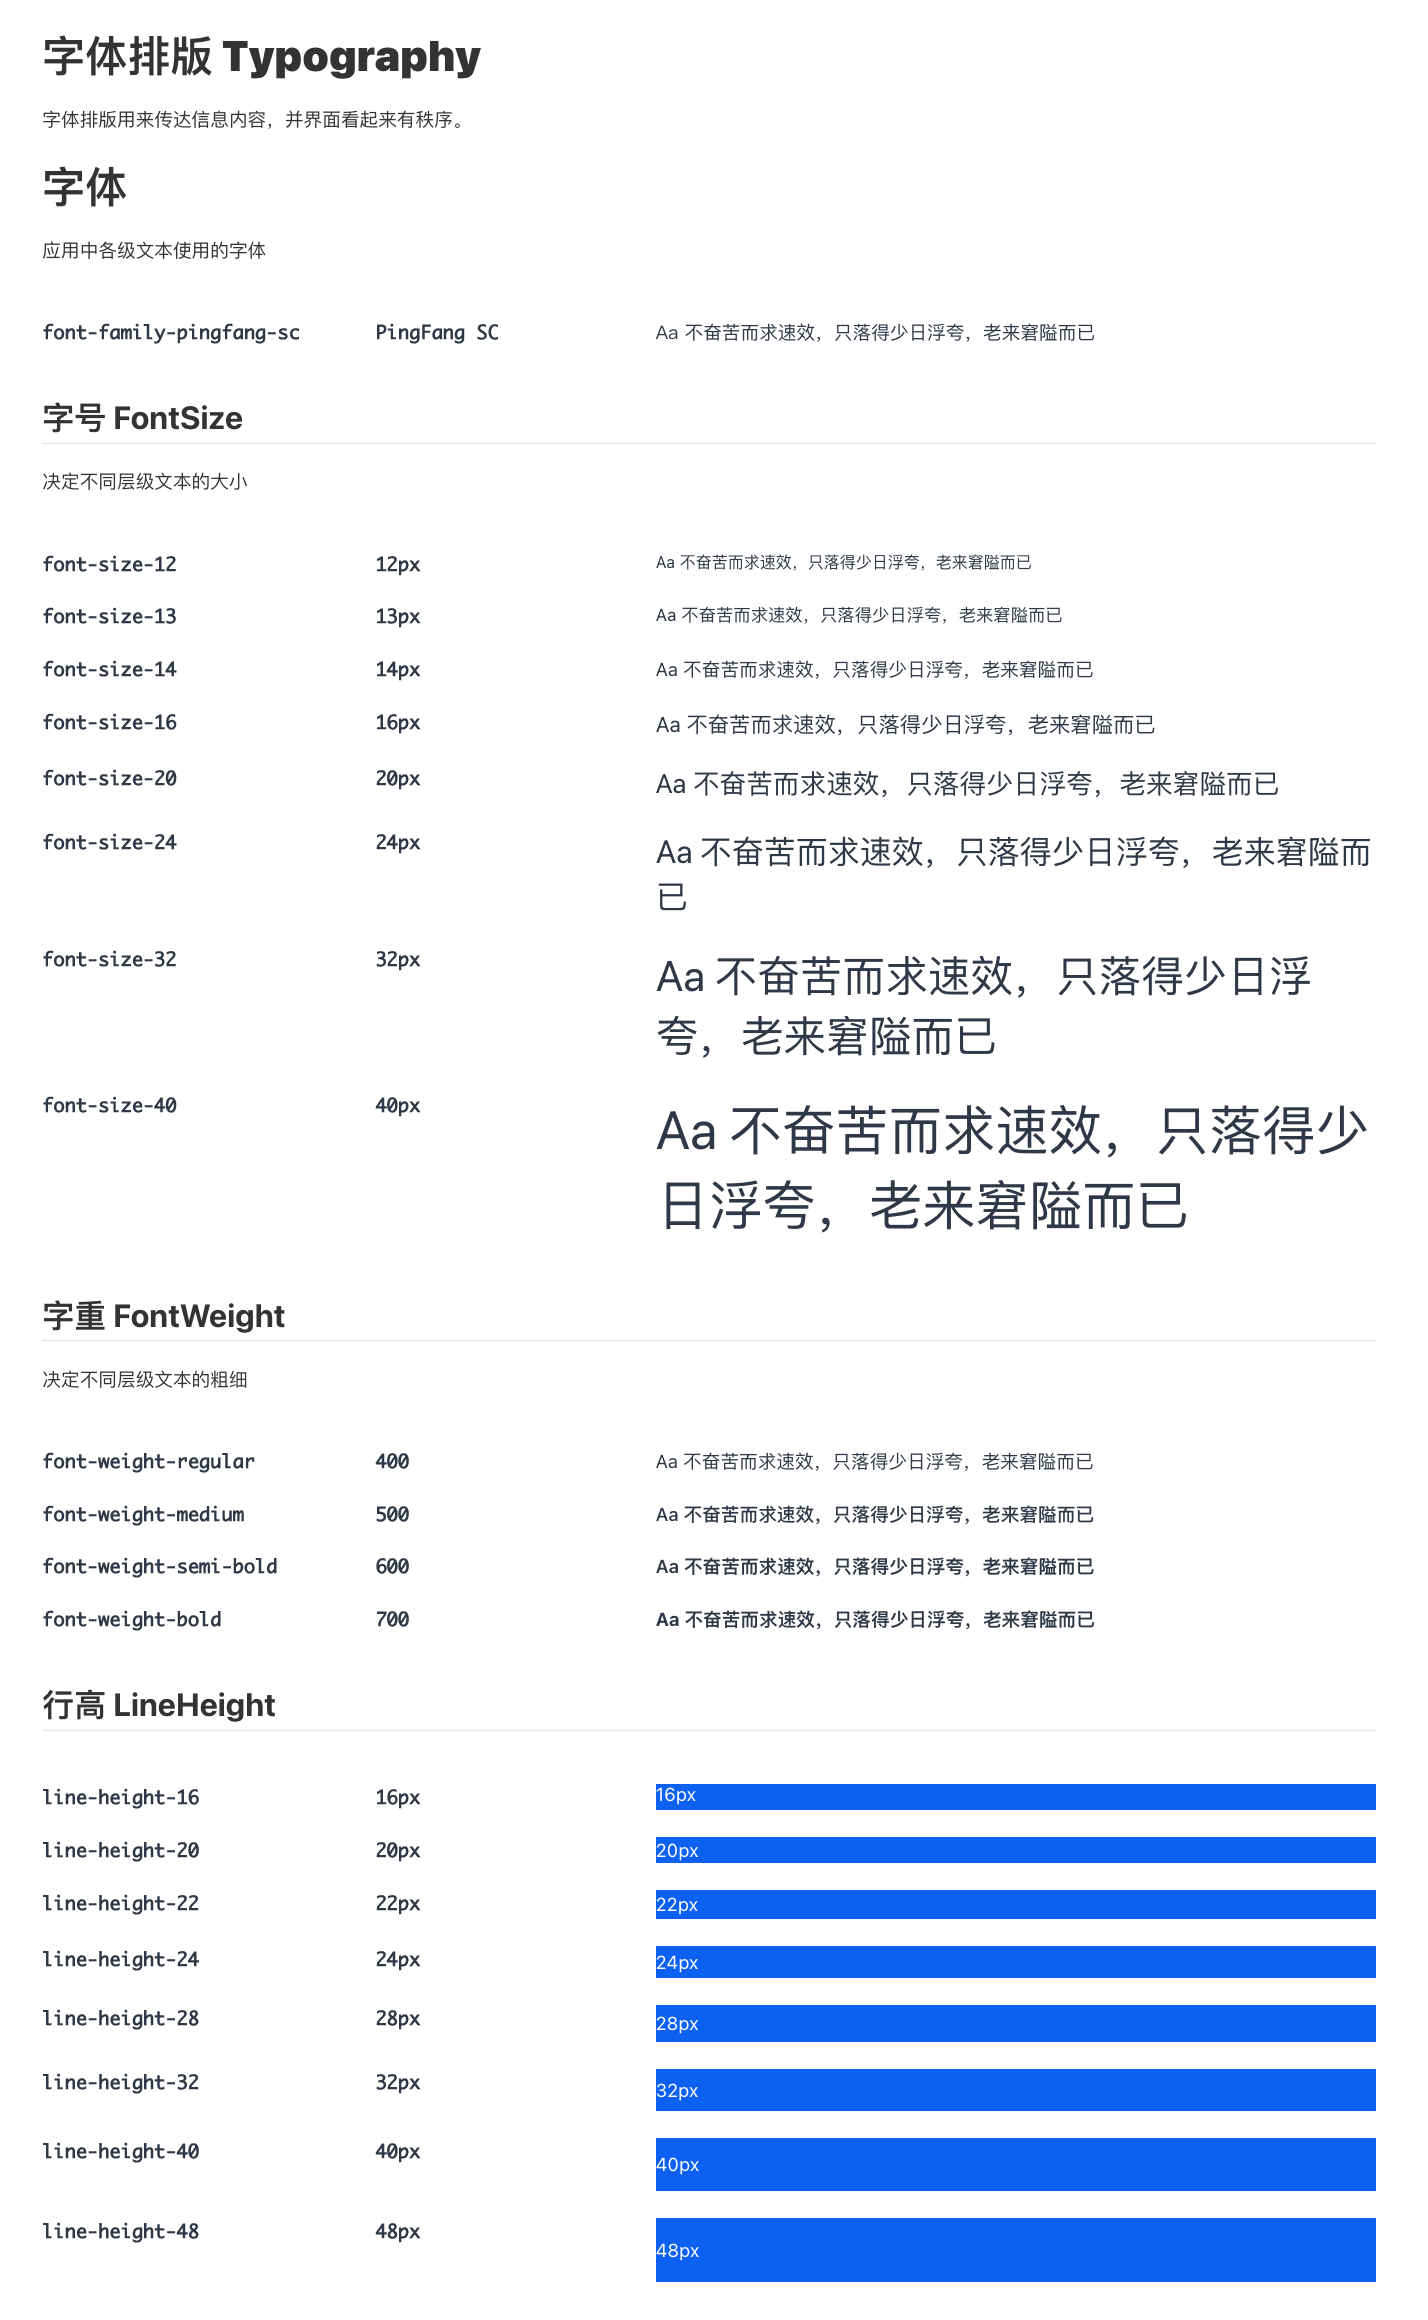 字体排版 Typography
字体排版用来传达信息内容，并界面看起来有秩序。
字体
应用中各级文本使用的字体
font-family-pingfang-sc PingFang SC Aa 不奋苦而求速效，只落得少日浮夸，老来窘隘而已
字号 FontSize
决定不同层级文本的大小
font-size-12 12px Aa 不奋苦而求速效，只落得少日浮夸，老来窘隘而已
font-size-13 13px Aa 不奋苦而求速效，只落得少日浮夸，老来窘隘而已
font-size-14 14px Aa 不奋苦而求速效，只落得少日浮夸，老来窘隘而已
font-size-16 16px Aa 不奋苦而求速效，只落得少日浮夸，老来窘隘而已
font-size-20 20px Aa 不奋苦而求速效，只落得少日浮夸，老来窘隘而已
font-size-24 24px Aa 不奋苦而求速效，只落得少日浮夸，老来窘隘而
已
font-size-32 32px Aa 不奋苦而求速效，只落得少日浮
夸，老来窘隘而已
font-size-40 40px Aa 不奋苦而求速效，只落得少
日浮夸，老来窘隘而已
字重 FontWeight
决定不同层级文本的粗细
font-weight-regular 400 Aa 不奋苦而求速效，只落得少日浮夸，老来窘隘而已
font-weight-medium 500 Aa 不奋苦而求速效，只落得少日浮夸，老来窘隘而已
font-weight-semi-bold 600 Aa 不奋苦而求速效，只落得少日浮夸，老来窘隘而已
font-weight-bold 700 Aa 不奋苦而求速效，只落得少日浮夸，老来窘隘而已
行高 LineHeight
line-height-16 16px 16px
line-height-20 20px 20px
line-height-22 22px 22px
line-height-24 24px 24px
line-height-28 28px 28px
line-height-32 32px 32px
line-height-40 40px 40px
line-height-48 48px 48px